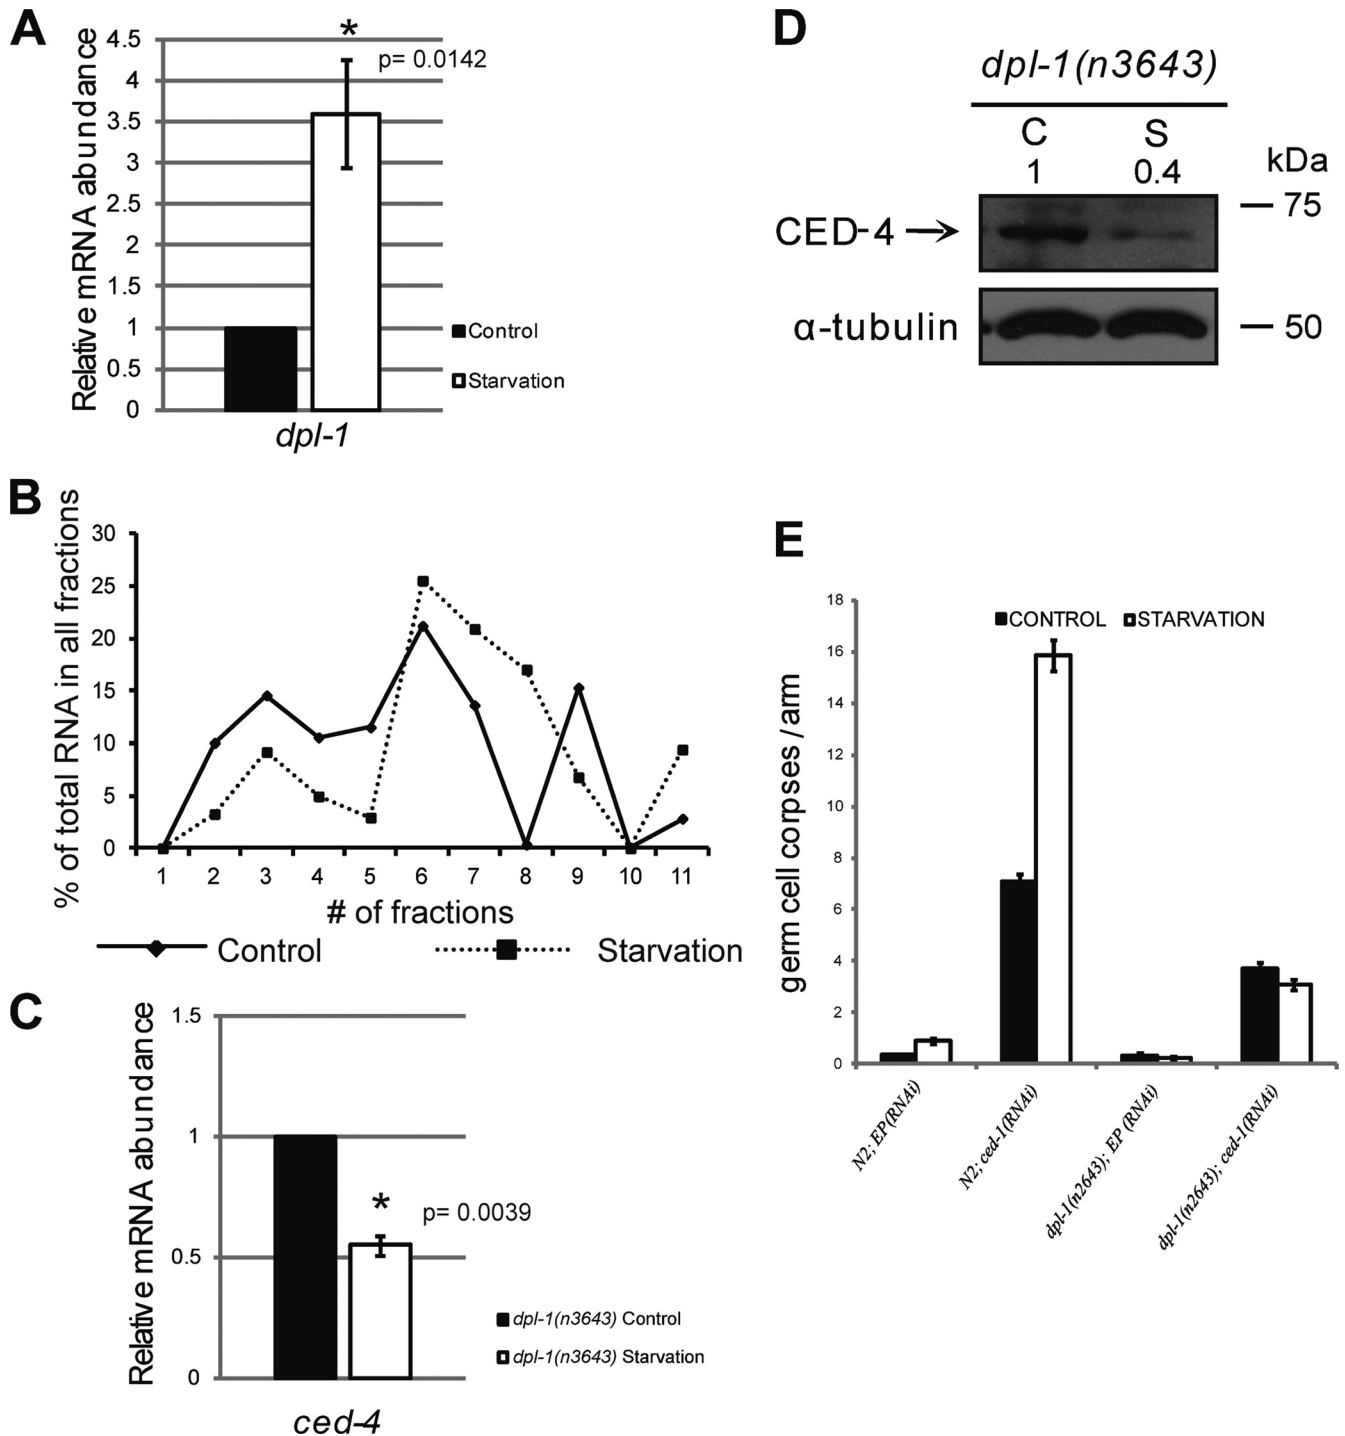 A
Relative mRNA abundance
4.5
4
3.5
3
2.5
2
1.5
1
0.5
0
*
p= 0.0142
Control
Starvation
dpl-1
B
% of total RNA in all fractions
30
25
20
15
10
5
0
1 2 3 4 5 6 7 8 9 10 11
# of fractions
Control Starvation
C
Relative mRNA abundance
1.5
1
0.5
0
*
p= 0.0039
dpl-1(n3643) Control
dpl-1(n3643) Starvation
ced-4
D
dpl-1(n3643)
C S
1 0.4
kDa
75
CED-4
α-tubulin
50
E
germ cell corpses / arm
18
16
14
12
10
8
6
4
2
0
CONTROL STARVATION
N2; EP(RNAi)
N2; ced-1(RNAi)
dpl-1(n2643); EP (RNAi)
dpl-1(n2643); ced-1(RNAi)